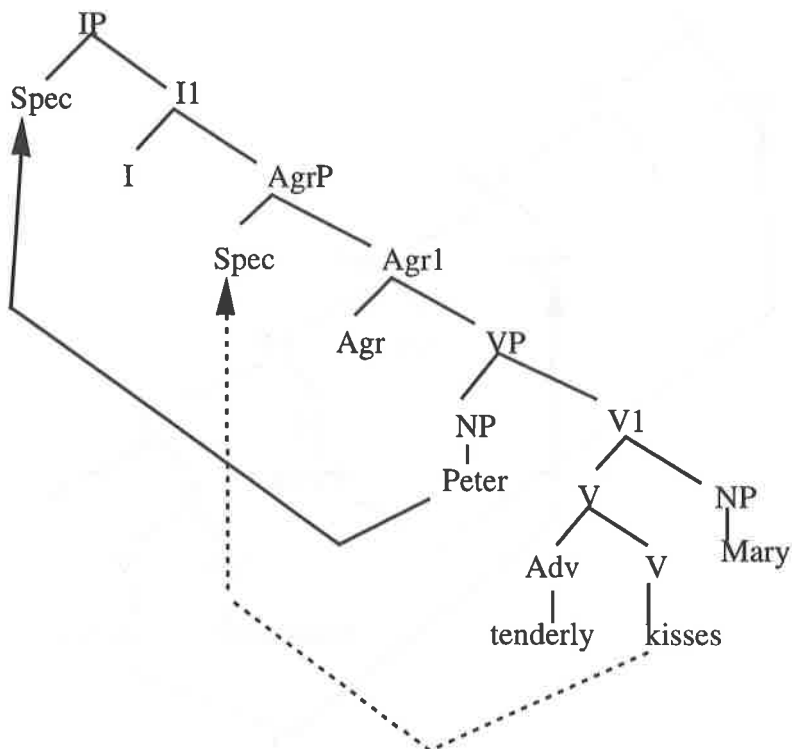 IP
Spec I1
I AgrP
Spec Agr1
Agr VP
NP V1
Peter V NP
Adv V Mary
tenderly kisses